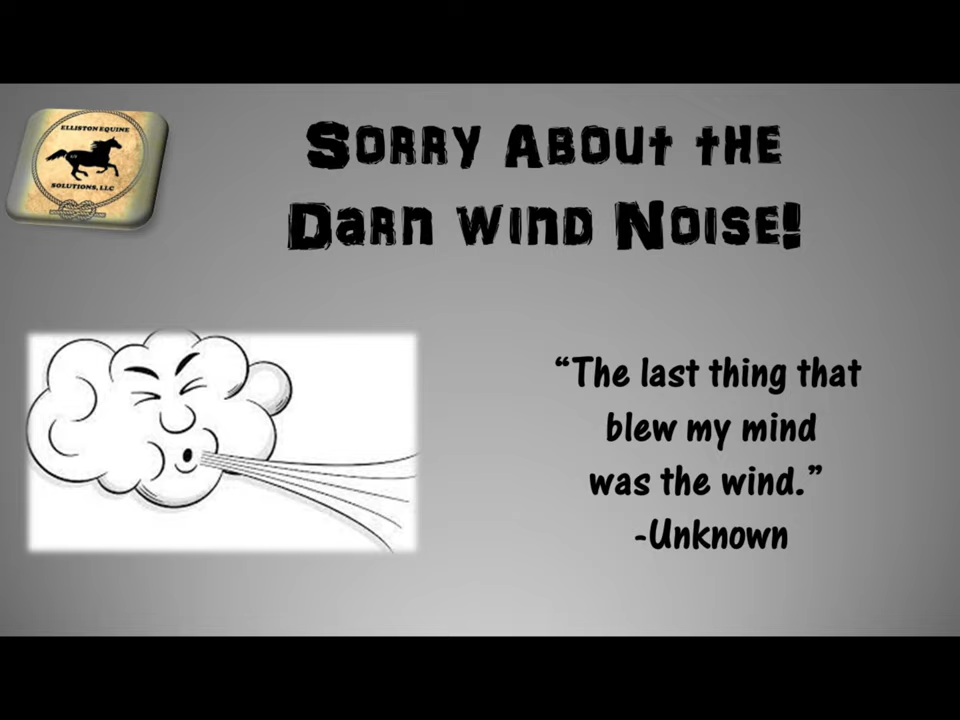 ELLISTON EQUINE
SOLUTIONS, LLC
Sorry About the
Darn wind Noise!
“The last thing that
blew my mind
was the wind.”
-Unknown